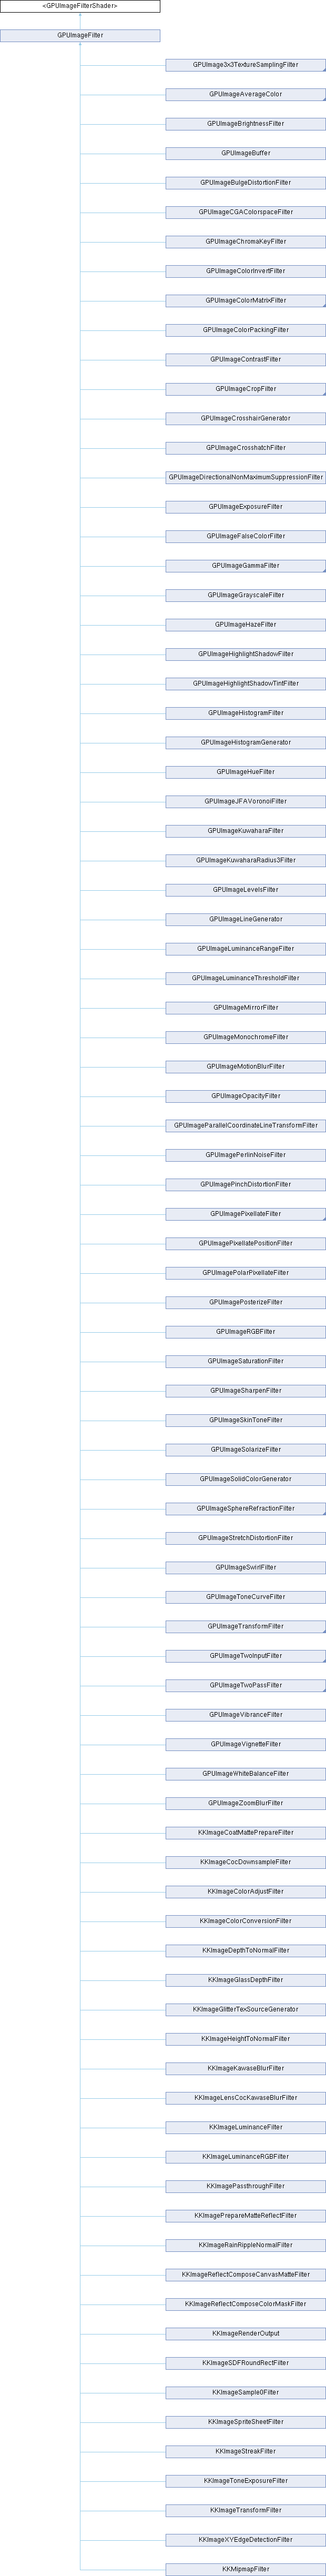 <GPUImageFilterShader>
GPUImageFilter
GPUImage3x3TextureSamplingFilter
GPUImageAverageColor
GPUImageBrightnessFilter
GPUImageBuffer
GPUImageBulgeDistortionFilter
GPUImageCGAColorspaceFilter
GPUImageChromaKeyFilter
GPUImageColorInvertFilter
GPUImageColorMatrixFilter
GPUImageColorPackingFilter
GPUImageContrastFilter
GPUImageCropFilter
GPUImageCrosshairGenerator
GPUImageCrosshatchFilter
GPUImageDirectionalNonMaximumSuppressionFilter
GPUImageExposureFilter
GPUImageFalseColorFilter
GPUImageGammaFilter
GPUImageGrayscaleFilter
GPUImageHazeFilter
GPUImageHighlightShadowFilter
GPUImageHighlightShadowTintFilter
GPUImageHistogramFilter
GPUImageHistogramGenerator
GPUImageHueFilter
GPUImageJFAVoronoiFilter
GPUImageKuwaharaFilter
GPUImageKuwaharaRadius3Filter
GPUImageLevelsFilter
GPUImageLineGenerator
GPUImageLuminanceRangeFilter
GPUImageLuminanceThresholdFilter
GPUImageMirrorFilter
GPUImageMonochromeFilter
GPUImageMotionBlurFilter
GPUImageOpacityFilter
GPUImageParallelCoordinateLineTransformFilter
GPUImagePerlinNoiseFilter
GPUImagePinchDistortionFilter
GPUImagePixellateFilter
GPUImagePixellatePositionFilter
GPUImagePolarPixellateFilter
GPUImagePosterizeFilter
GPUImageRGBFilter
GPUImageSaturationFilter
GPUImageSharpenFilter
GPUImageSkinToneFilter
GPUImageSolarizeFilter
GPUImageSolidColorGenerator
GPUImageSphereRefractionFilter
GPUImageStretchDistortionFilter
GPUImageSwirlFilter
GPUImageToneCurveFilter
GPUImageTransformFilter
GPUImageTwoInputFilter
GPUImageTwoPassFilter
GPUImageVibranceFilter
GPUImageVignetteFilter
GPUImageWhiteBalanceFilter
GPUImageZoomBlurFilter
KKImageCoatMattePrepareFilter
KKImageCocDownsampleFilter
KKImageColorAdjustFilter
KKImageColorConversionFilter
KKImageDepthToNormalFilter
KKImageGlassDepthFilter
KKImageGlitterTexSourceGenerator
KKImageHeightToNormalFilter
KKImageKawaseBlurFilter
KKImageLensCocKawaseBlurFilter
KKImageLuminanceFilter
KKImageLuminanceRGBFilter
KKImagePassthroughFilter
KKImagePrepareMatteReflectFilter
KKImageRainRippleNormalFilter
KKImageReflectComposeCanvasMatteFilter
KKImageReflectComposeColorMaskFilter
KKImageRenderOutput
KKImageSDFRoundRectFilter
KKImageSample0Filter
KKImageSpriteSheetFilter
KKImageStreakFilter
KKImageToneExposureFilter
KKImageTransformFilter
KKImageXYEdgeDetectionFilter
KKMipmapFilter